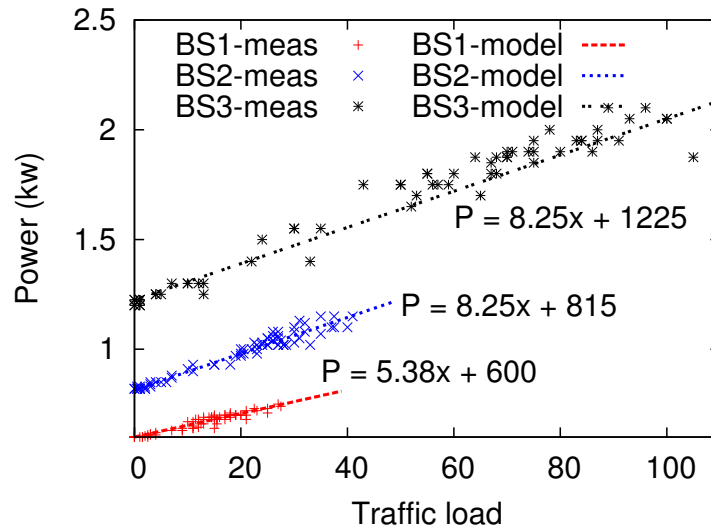 BS1-meas BS1-model
BS2-meas BS2-model
BS3-meas BS3-model
2.5
2
1.5
1
Power (kw)
P = 8.25x + 1225
P = 8.25x + 815
P = 5.38x + 600
0 20 40 60 80 100
Traffic load